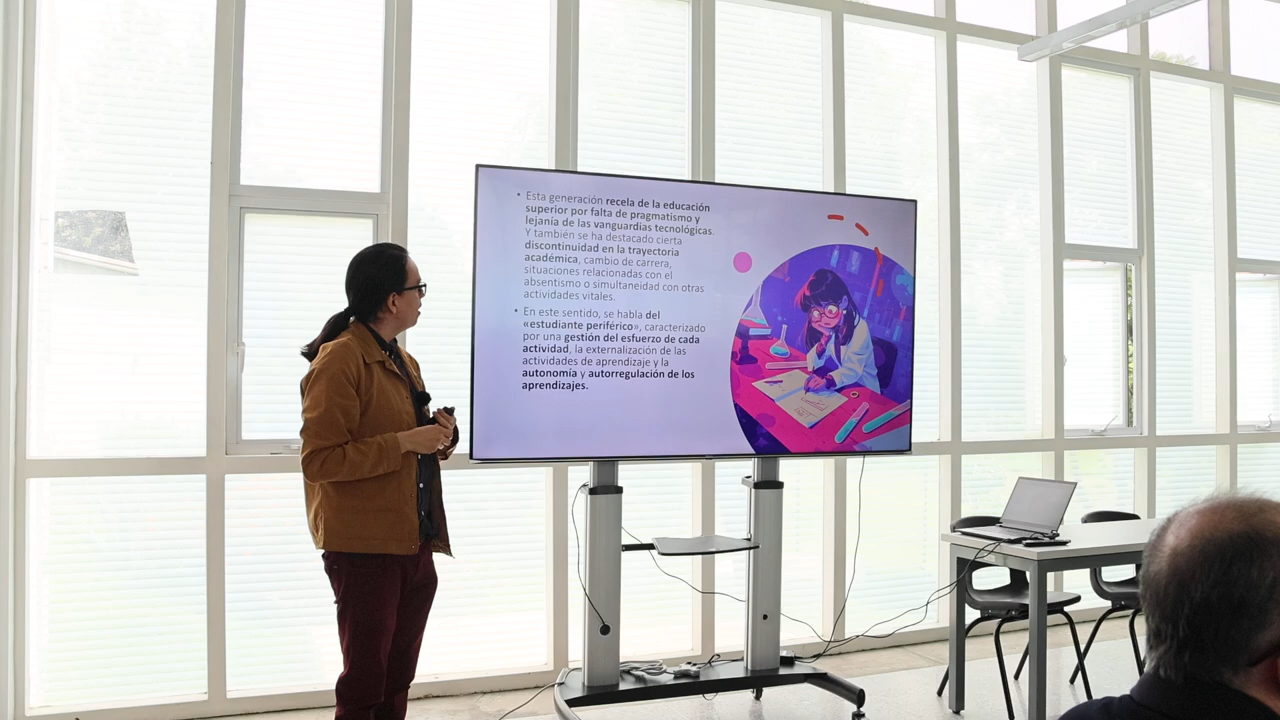 • Esta generación recela de la educación
superior por falta de pragmatismo y
lejanía de las vanguardias tecnológicas.
Y también se ha destacado cierta
discontinuidad en la trayectoria
académica, cambio de carrera,
situaciones relacionadas con el
absentismo o simultaneidad con otras
actividades vitales.
• En este sentido, se habla del
«estudiante periférico», caracterizado
por una gestión del esfuerzo de cada
actividad, la externalización de las
actividades de aprendizaje y la
autonomía y autorregulación de los
aprendizajes.